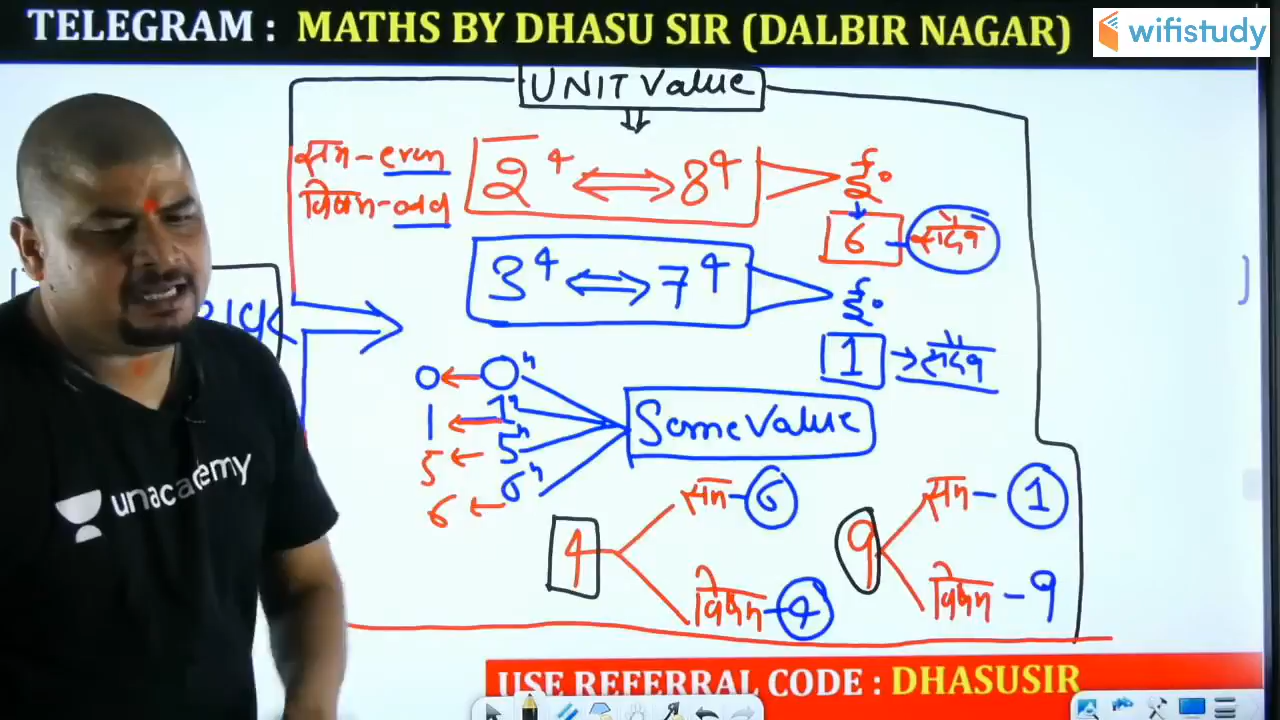 TELEGRAM : MATHS BY DHASU SIR (DALBIR NAGAR)
wifistudy
UNIT Value
सम - even
विषम - odd
2⁴ ⇔ 8⁴
इ०
6 सदैव
3⁴ ⇔ 7⁴
इ०
1 → सदैव
0 ← 0ⁿ
1 ← 1ⁿ
5 ← 5ⁿ
6 ← 6ⁿ
Same Value
4
सम - 6
विषम - 4
9
सम - 1
विषम - 9
unacademy
USE REFERRAL CODE : DHASUSIR